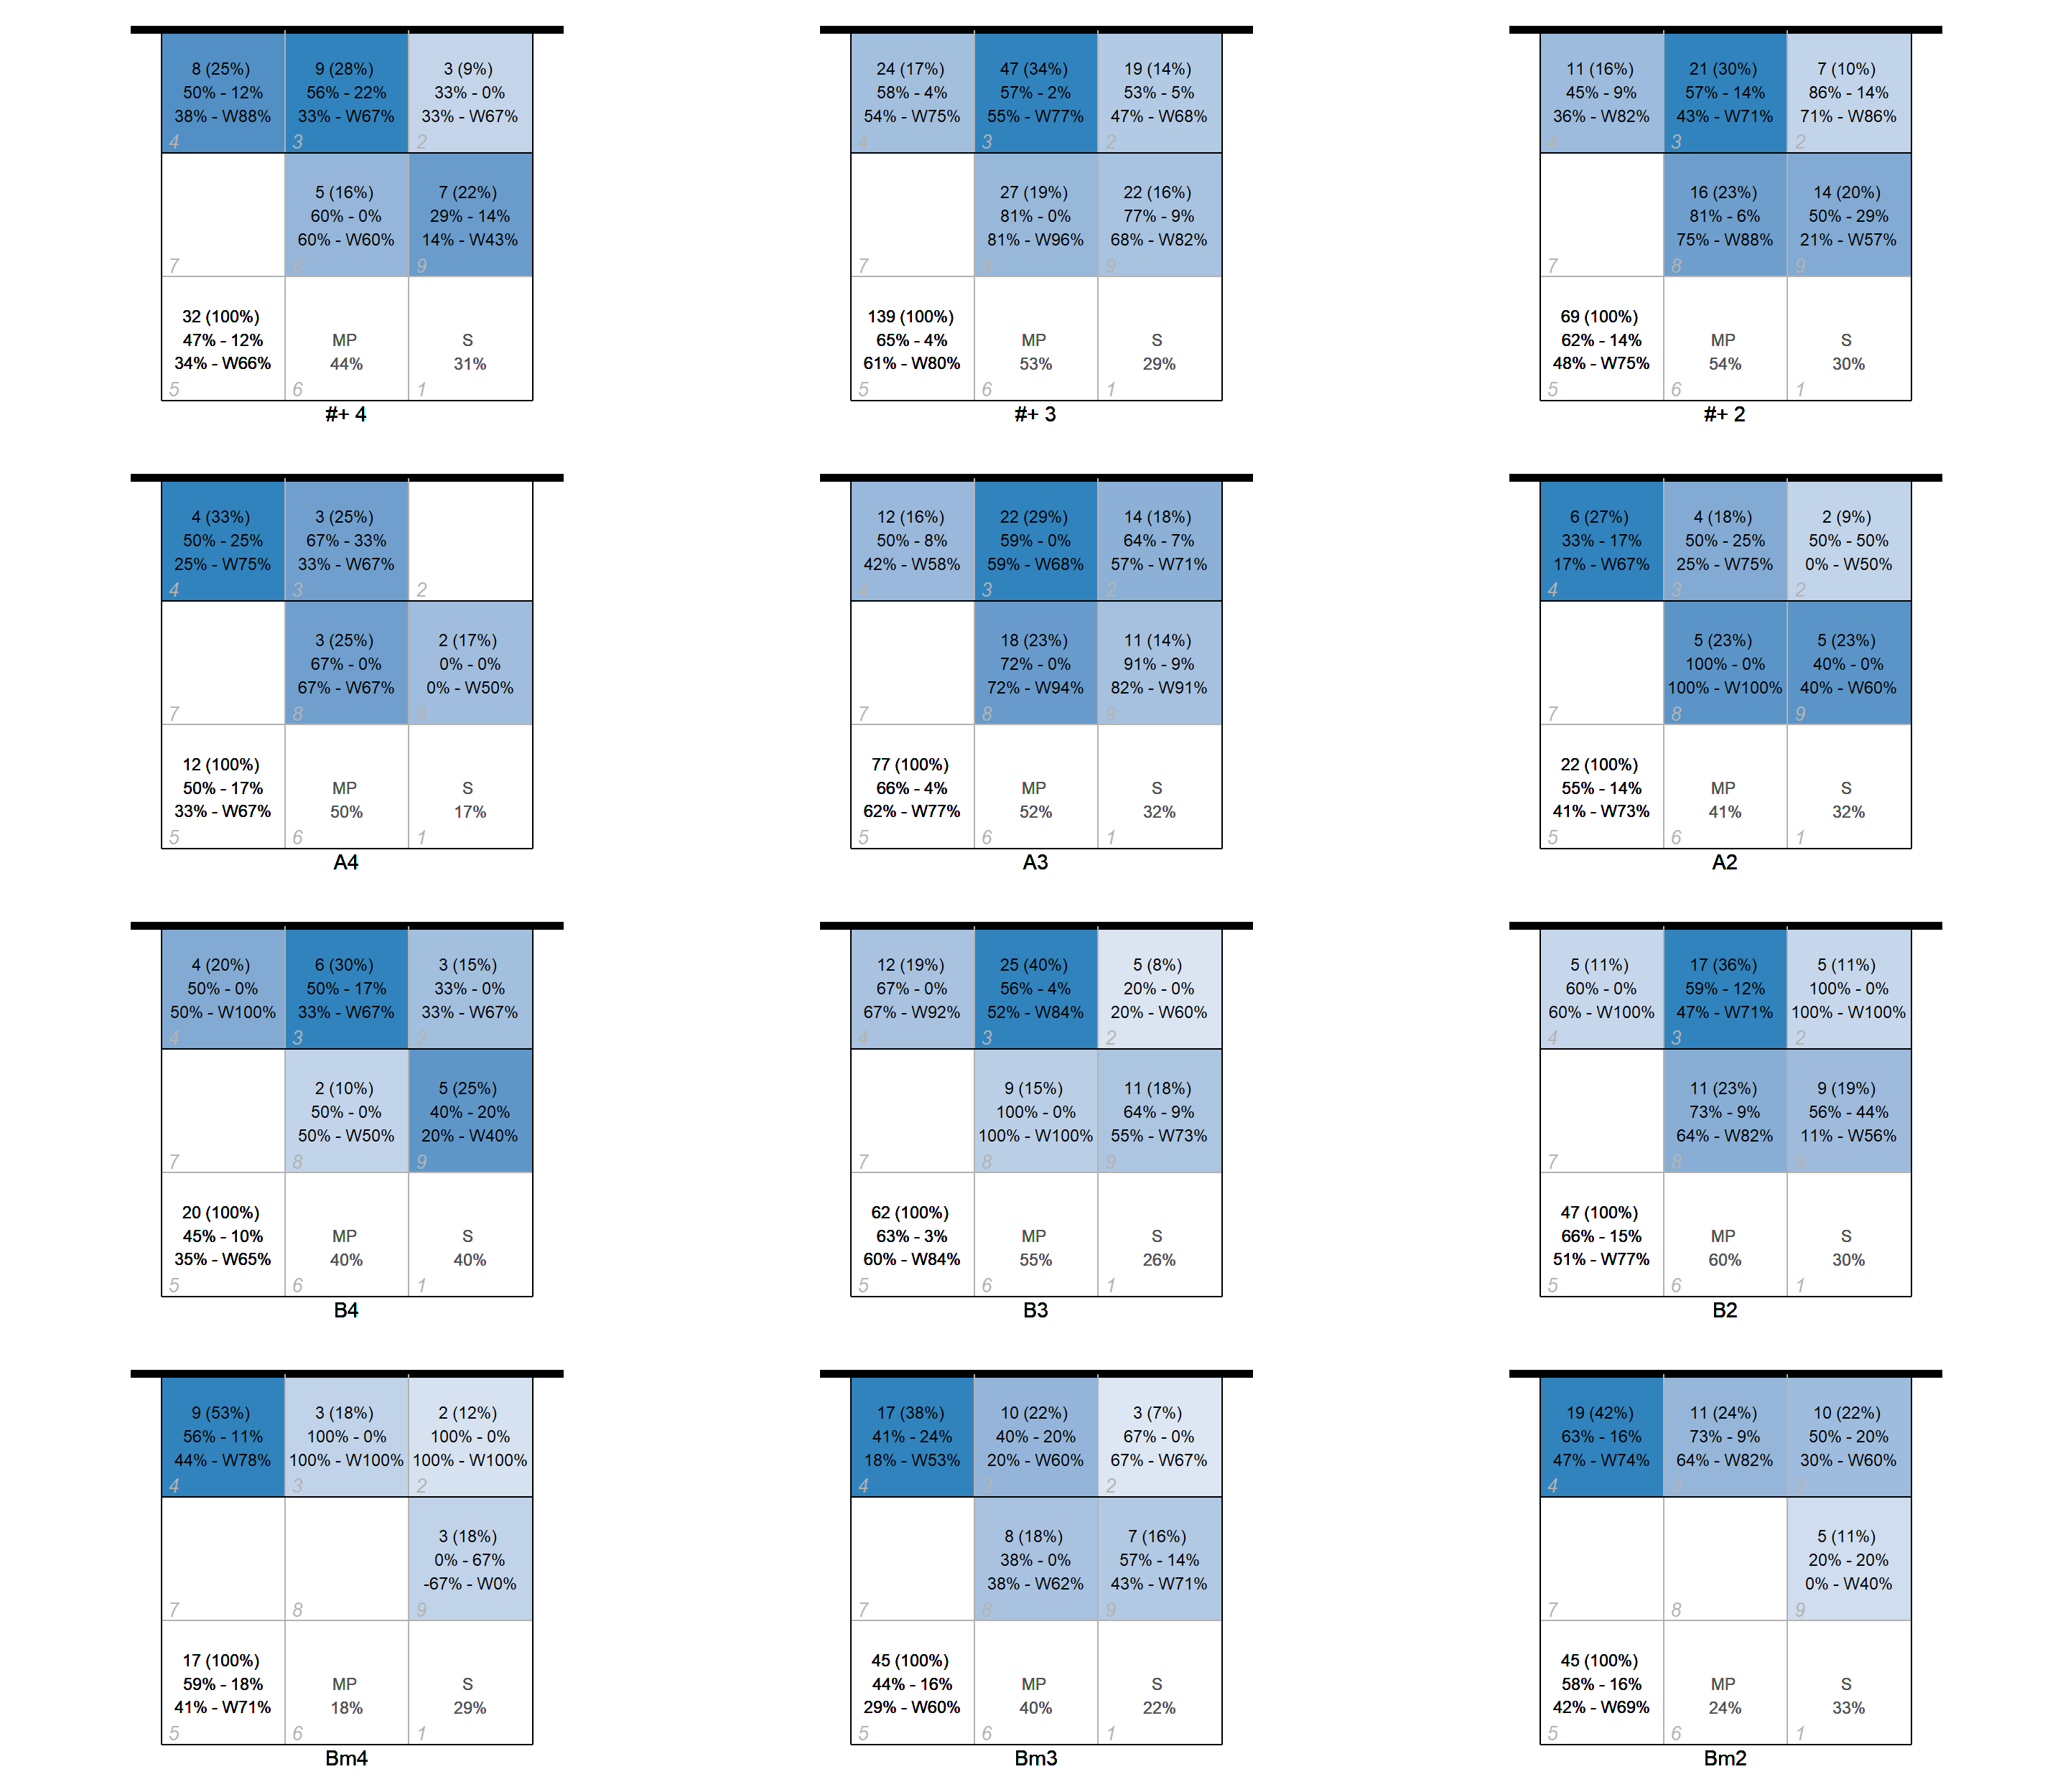 8 (25%)
50% - 12%
38% - W88%
4
9 (28%)
56% - 22%
33% - W67%
3
3 (9%)
33% - 0%
33% - W67%
2
7
5 (16%)
60% - 0%
60% - W60%
8
7 (22%)
29% - 14%
14% - W43%
9
32 (100%)
47% - 12%
34% - W66%
5
MP
44%
6
S
31%
1
#+ 4
24 (17%)
58% - 4%
54% - W75%
4
47 (34%)
57% - 2%
55% - W77%
3
19 (14%)
53% - 5%
47% - W68%
2
7
27 (19%)
81% - 0%
81% - W96%
8
22 (16%)
77% - 9%
68% - W82%
9
139 (100%)
65% - 4%
61% - W80%
5
MP
53%
6
S
29%
1
#+ 3
11 (16%)
45% - 9%
36% - W82%
4
21 (30%)
57% - 14%
43% - W71%
3
7 (10%)
86% - 14%
71% - W86%
2
7
16 (23%)
81% - 6%
75% - W88%
8
14 (20%)
50% - 29%
21% - W57%
9
69 (100%)
62% - 14%
48% - W75%
5
MP
54%
6
S
30%
1
#+ 2
4 (33%)
50% - 25%
25% - W75%
4
3 (25%)
67% - 33%
33% - W67%
3
2
7
3 (25%)
67% - 0%
67% - W67%
8
2 (17%)
0% - 0%
0% - W50%
9
12 (100%)
50% - 17%
33% - W67%
5
MP
50%
6
S
17%
1
A4
12 (16%)
50% - 8%
42% - W58%
4
22 (29%)
59% - 0%
59% - W68%
3
14 (18%)
64% - 7%
57% - W71%
2
7
18 (23%)
72% - 0%
72% - W94%
8
11 (14%)
91% - 9%
82% - W91%
9
77 (100%)
66% - 4%
62% - W77%
5
MP
52%
6
S
32%
1
A3
6 (27%)
33% - 17%
17% - W67%
4
4 (18%)
50% - 25%
25% - W75%
3
2 (9%)
50% - 50%
0% - W50%
2
7
5 (23%)
100% - 0%
100% - W100%
8
5 (23%)
40% - 0%
40% - W60%
9
22 (100%)
55% - 14%
41% - W73%
5
MP
41%
6
S
32%
1
A2
4 (20%)
50% - 0%
50% - W100%
4
6 (30%)
50% - 17%
33% - W67%
3
3 (15%)
33% - 0%
33% - W67%
2
7
2 (10%)
50% - 0%
50% - W50%
8
5 (25%)
40% - 20%
20% - W40%
9
20 (100%)
45% - 10%
35% - W65%
5
MP
40%
6
S
40%
1
B4
12 (19%)
67% - 0%
67% - W92%
4
25 (40%)
56% - 4%
52% - W84%
3
5 (8%)
20% - 0%
20% - W60%
2
7
9 (15%)
100% - 0%
100% - W100%
8
11 (18%)
64% - 9%
55% - W73%
9
62 (100%)
63% - 3%
60% - W84%
5
MP
55%
6
S
26%
1
B3
5 (11%)
60% - 0%
60% - W100%
4
17 (36%)
59% - 12%
47% - W71%
3
5 (11%)
100% - 0%
100% - W100%
2
7
11 (23%)
73% - 9%
64% - W82%
8
9 (19%)
56% - 44%
11% - W56%
9
47 (100%)
66% - 15%
51% - W77%
5
MP
60%
6
S
30%
1
B2
9 (53%)
56% - 11%
44% - W78%
4
3 (18%)
100% - 0%
100% - W100%
3
2 (12%)
100% - 0%
100% - W100%
2
7
8
3 (18%)
0% - 67%
-67% - W0%
9
17 (100%)
59% - 18%
41% - W71%
5
MP
18%
6
S
29%
1
Bm4
17 (38%)
41% - 24%
18% - W53%
4
10 (22%)
40% - 20%
20% - W60%
3
3 (7%)
67% - 0%
67% - W67%
2
7
8 (18%)
38% - 0%
38% - W62%
8
7 (16%)
57% - 14%
43% - W71%
9
45 (100%)
44% - 16%
29% - W60%
5
MP
40%
6
S
22%
1
Bm3
19 (42%)
63% - 16%
47% - W74%
4
11 (24%)
73% - 9%
64% - W82%
3
10 (22%)
50% - 20%
30% - W60%
2
7
8
5 (11%)
20% - 20%
0% - W40%
9
45 (100%)
58% - 16%
42% - W69%
5
MP
24%
6
S
33%
1
Bm2